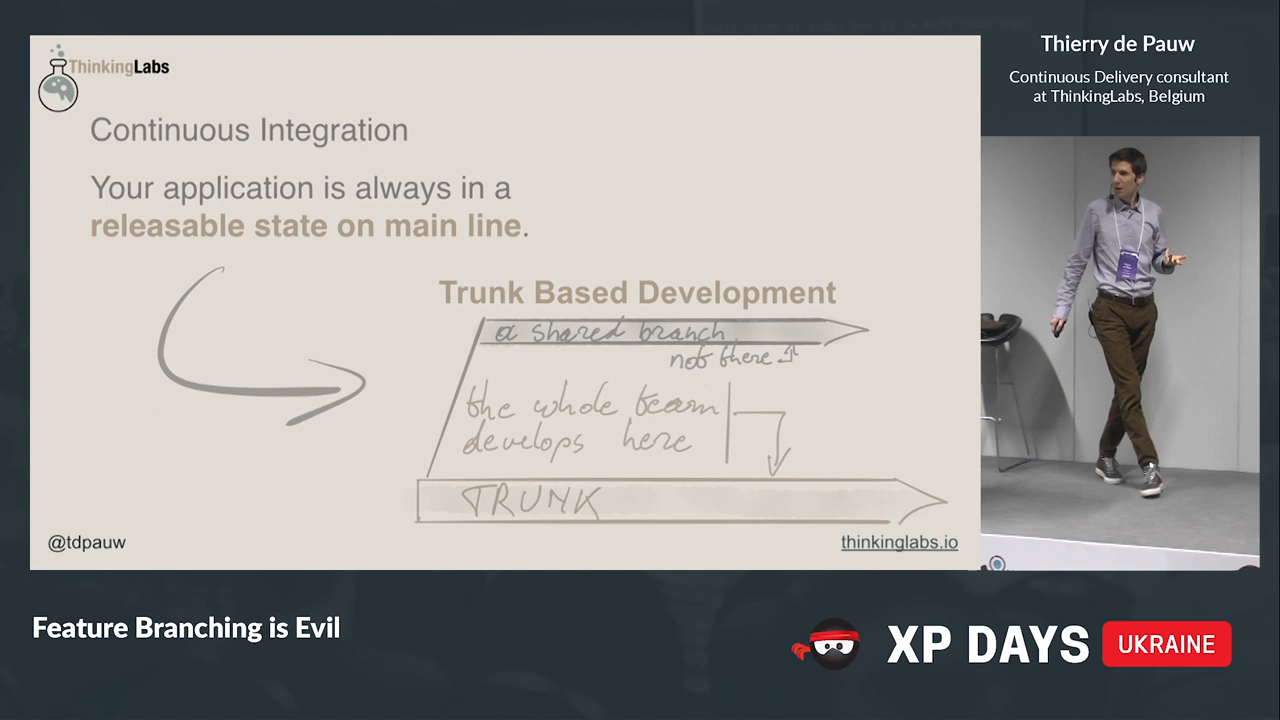 ThinkingLabs
Continuous Integration
Your application is always in a
releasable state on main line.
Trunk Based Development
a shared branch
not there
the whole team
develops here
TRUNK
@tdpauw
thinkinglabs.io
Thierry de Pauw
Continuous Delivery consultant
at ThinkingLabs, Belgium
Feature Branching is Evil
XP DAYS
UKRAINE